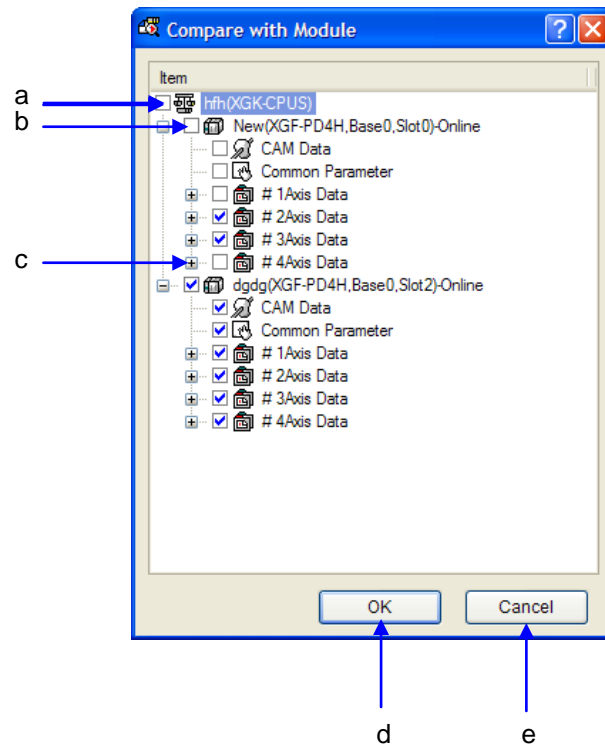 Compare with Module
Item
a
hfh(XGK-CPUS)
b
New(XGF-PD4H,Base0,Slot0)-Online
CAM Data
Common Parameter
# 1Axis Data
# 2Axis Data
# 3Axis Data
c
# 4Axis Data
dgdg(XGF-PD4H,Base0,Slot2)-Online
CAM Data
Common Parameter
# 1Axis Data
# 2Axis Data
# 3Axis Data
# 4Axis Data
OK
Cancel
d
e